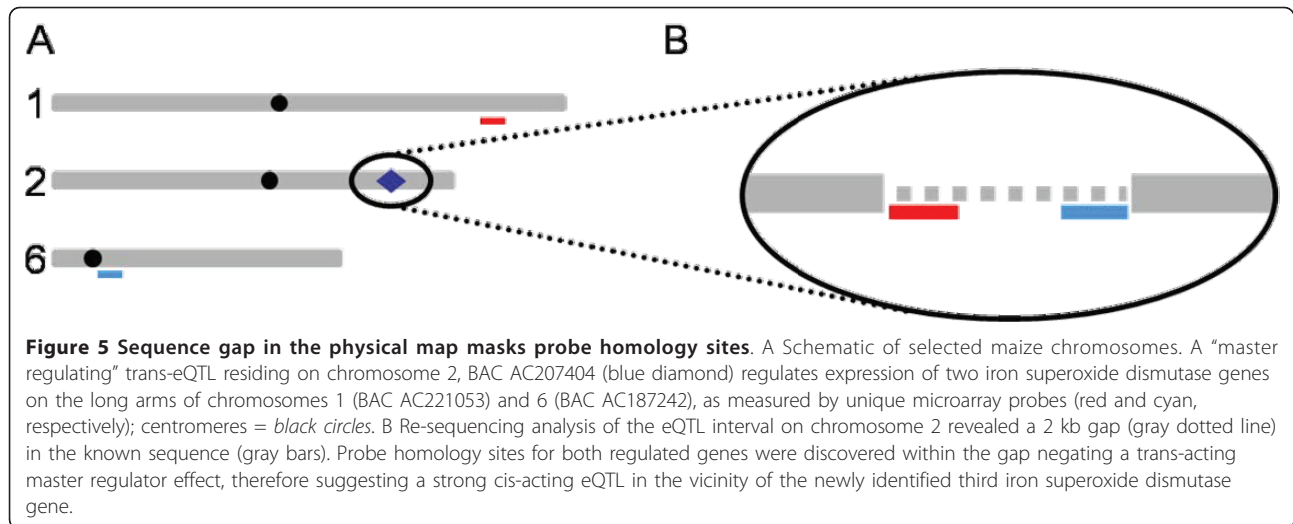 A
B
1
2
6
Figure 5 Sequence gap in the physical map masks probe homology sites. A Schematic of selected maize chromosomes. A “master
regulating” trans-eQTL residing on chromosome 2, BAC AC207404 (blue diamond) regulates expression of two iron superoxide dismutase genes
on the long arms of chromosomes 1 (BAC AC221053) and 6 (BAC AC187242), as measured by unique microarray probes (red and cyan,
respectively); centromeres = black circles. B Re-sequencing analysis of the eQTL interval on chromosome 2 revealed a 2 kb gap (gray dotted line)
in the known sequence (gray bars). Probe homology sites for both regulated genes were discovered within the gap negating a trans-acting
master regulator effect, therefore suggesting a strong cis-acting eQTL in the vicinity of the newly identified third iron superoxide dismutase
gene.